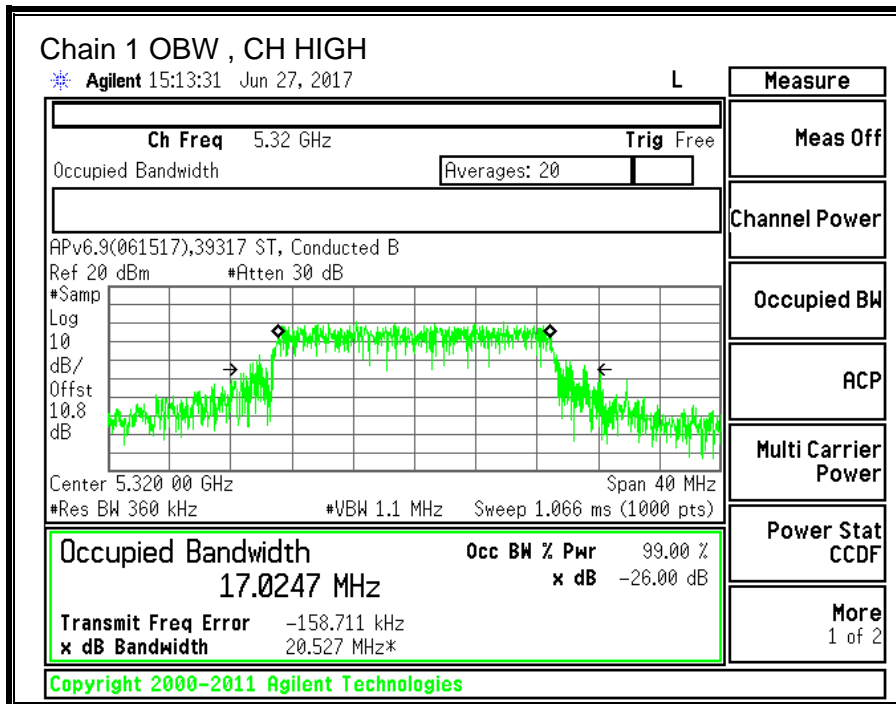 Chain 1 OBW , CH HIGH
Agilent 15:13:31 Jun 27, 2017 L
Measure
Ch Freq 5.32 GHz Trig Free
Occupied Bandwidth Averages: 20
APv6.9(061517),39317 ST, Conducted B
Ref 20 dBm #Atten 30 dB
#Samp
Log
10
dB/
Offst
10.8
dB
Center 5.320 00 GHz Span 40 MHz
#Res BW 360 kHz #VBW 1.1 MHz Sweep 1.066 ms (1000 pts)
Occupied Bandwidth Occ BW % Pwr 99.00 %
17.0247 MHz x dB -26.00 dB
Transmit Freq Error -158.711 kHz
x dB Bandwidth 20.527 MHz*
Meas Off
Channel Power
Occupied BW
ACP
Multi Carrier
Power
Power Stat
CCDF
More
1 of 2
Copyright 2000-2011 Agilent Technologies